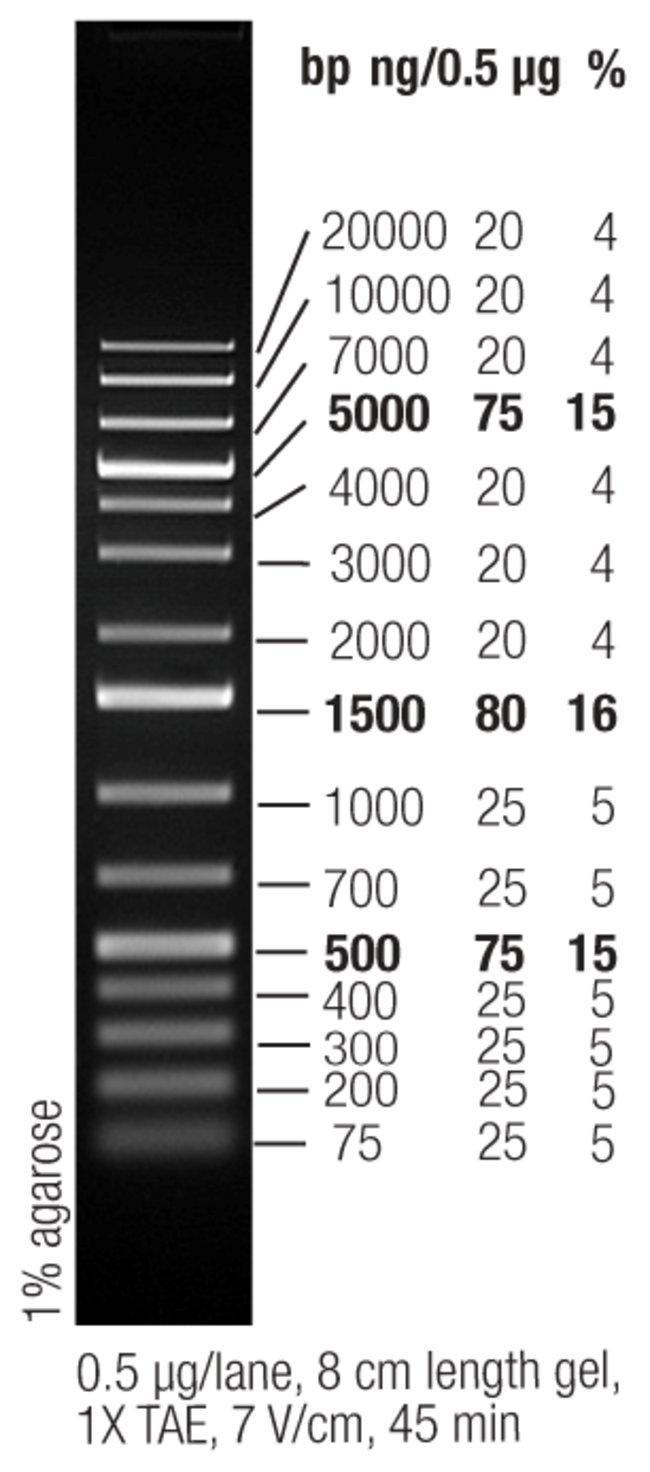 bp ng/0.5 µg %
20000 20 4
10000 20 4
7000 20 4
5000 75 15
4000 20 4
3000 20 4
2000 20 4
1500 80 16
1000 25 5
700 25 5
500 75 15
400 25 5
300 25 5
200 25 5
75 25 5
1% agarose
0.5 µg/lane, 8 cm length gel,
1X TAE, 7 V/cm, 45 min